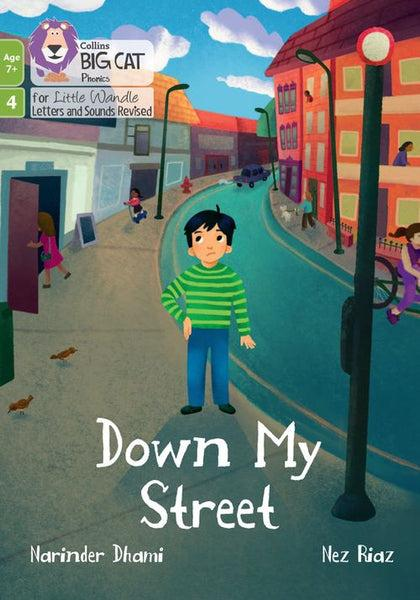 Age
7+
Collins
BIG CAT
Phonics
4
for Little Wandle
Letters and Sounds Revised
Down My
Street
Narinder Dhami
Nez Riaz